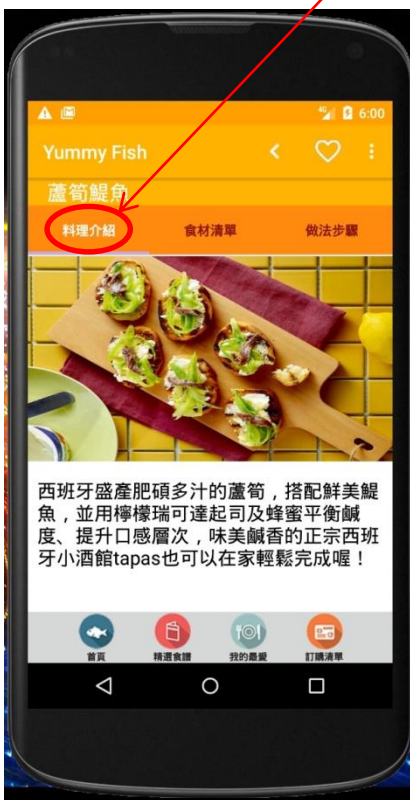 6:00
Yummy Fish
蘆筍鯷魚
料理介紹 食材清單 做法步驟
西班牙盛產肥碩多汁的蘆筍，搭配鮮美鯷
魚，並用檸檬瑞可達起司及蜂蜜平衡鹹
度、提升口感層次，味美鹹香的正宗西班
牙小酒館tapas也可以在家輕鬆完成喔！
首頁 精選食譜 我的最愛 訂購清單